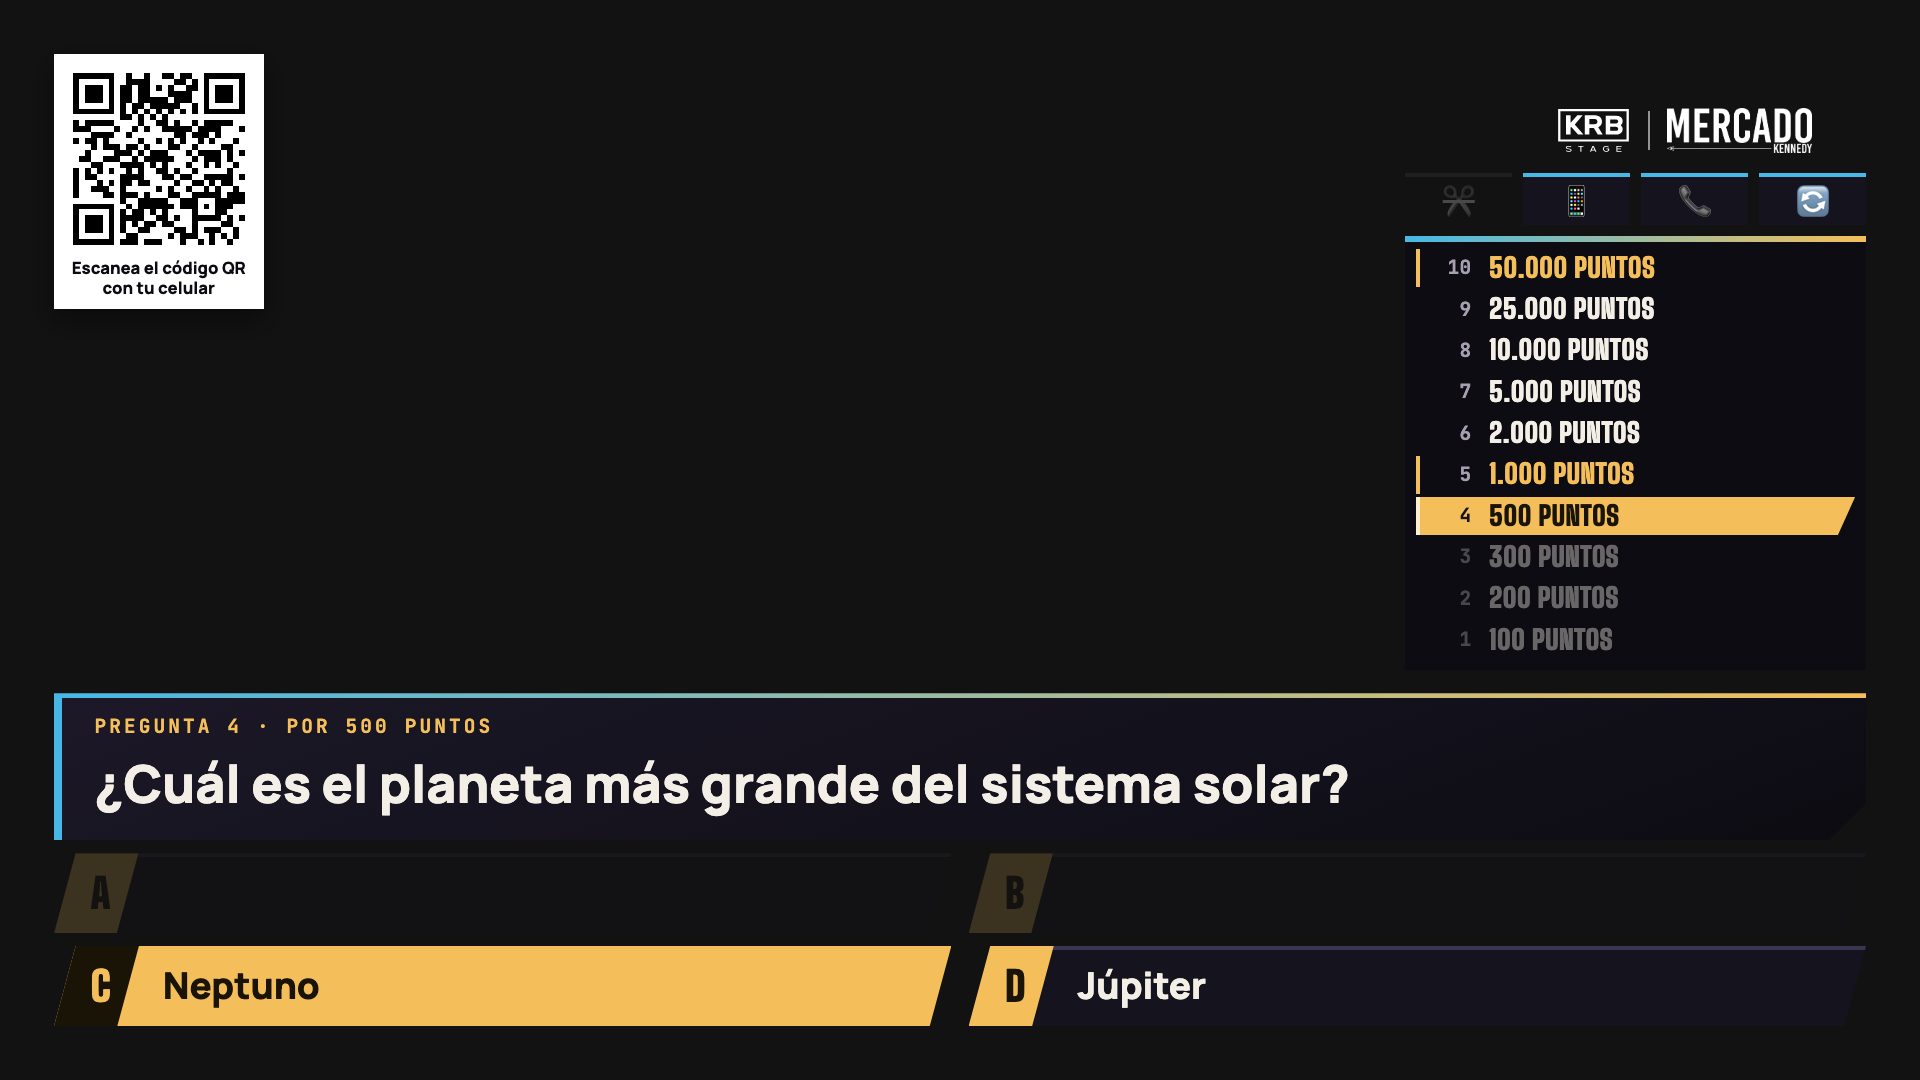 Escanea el código QR
con tu celular
KRB
STAGE
MERCADO
KENNEDY
10 50.000 PUNTOS
9 25.000 PUNTOS
8 10.000 PUNTOS
7 5.000 PUNTOS
6 2.000 PUNTOS
5 1.000 PUNTOS
4 500 PUNTOS
3 300 PUNTOS
2 200 PUNTOS
1 100 PUNTOS
PREGUNTA 4 · POR 500 PUNTOS
¿Cuál es el planeta más grande del sistema solar?
A
B
C Neptuno
D Júpiter